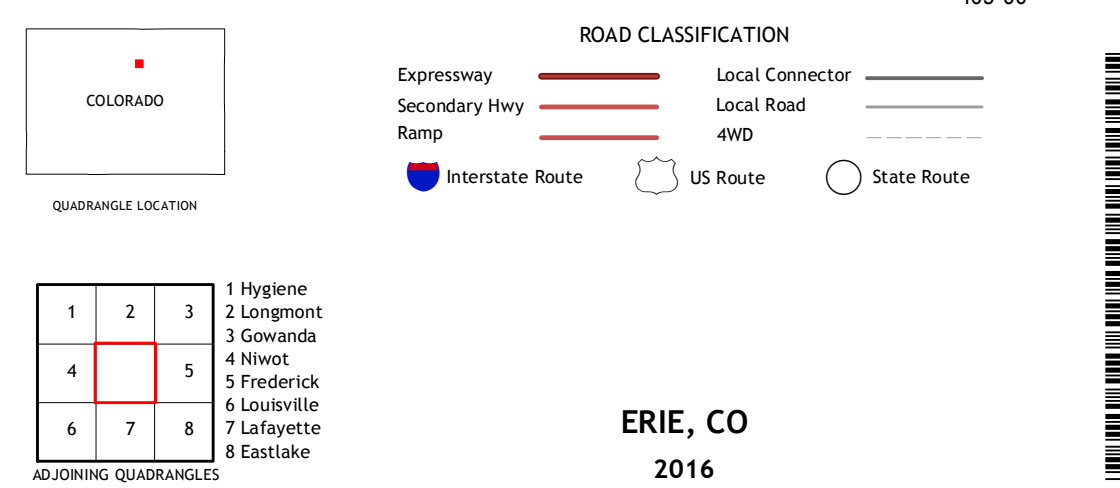 COLORADO
QUADRANGLE LOCATION
ROAD CLASSIFICATION
Expressway
Secondary Hwy
Ramp
Local Connector
Local Road
4WD
Interstate Route
US Route
State Route
1 2 3
4 5
6 7 8
ADJOINING QUADRANGLES
1 Hygiene
2 Longmont
3 Gowanda
4 Niwot
5 Frederick
6 Louisville
7 Lafayette
8 Eastlake
ERIE, CO
2016